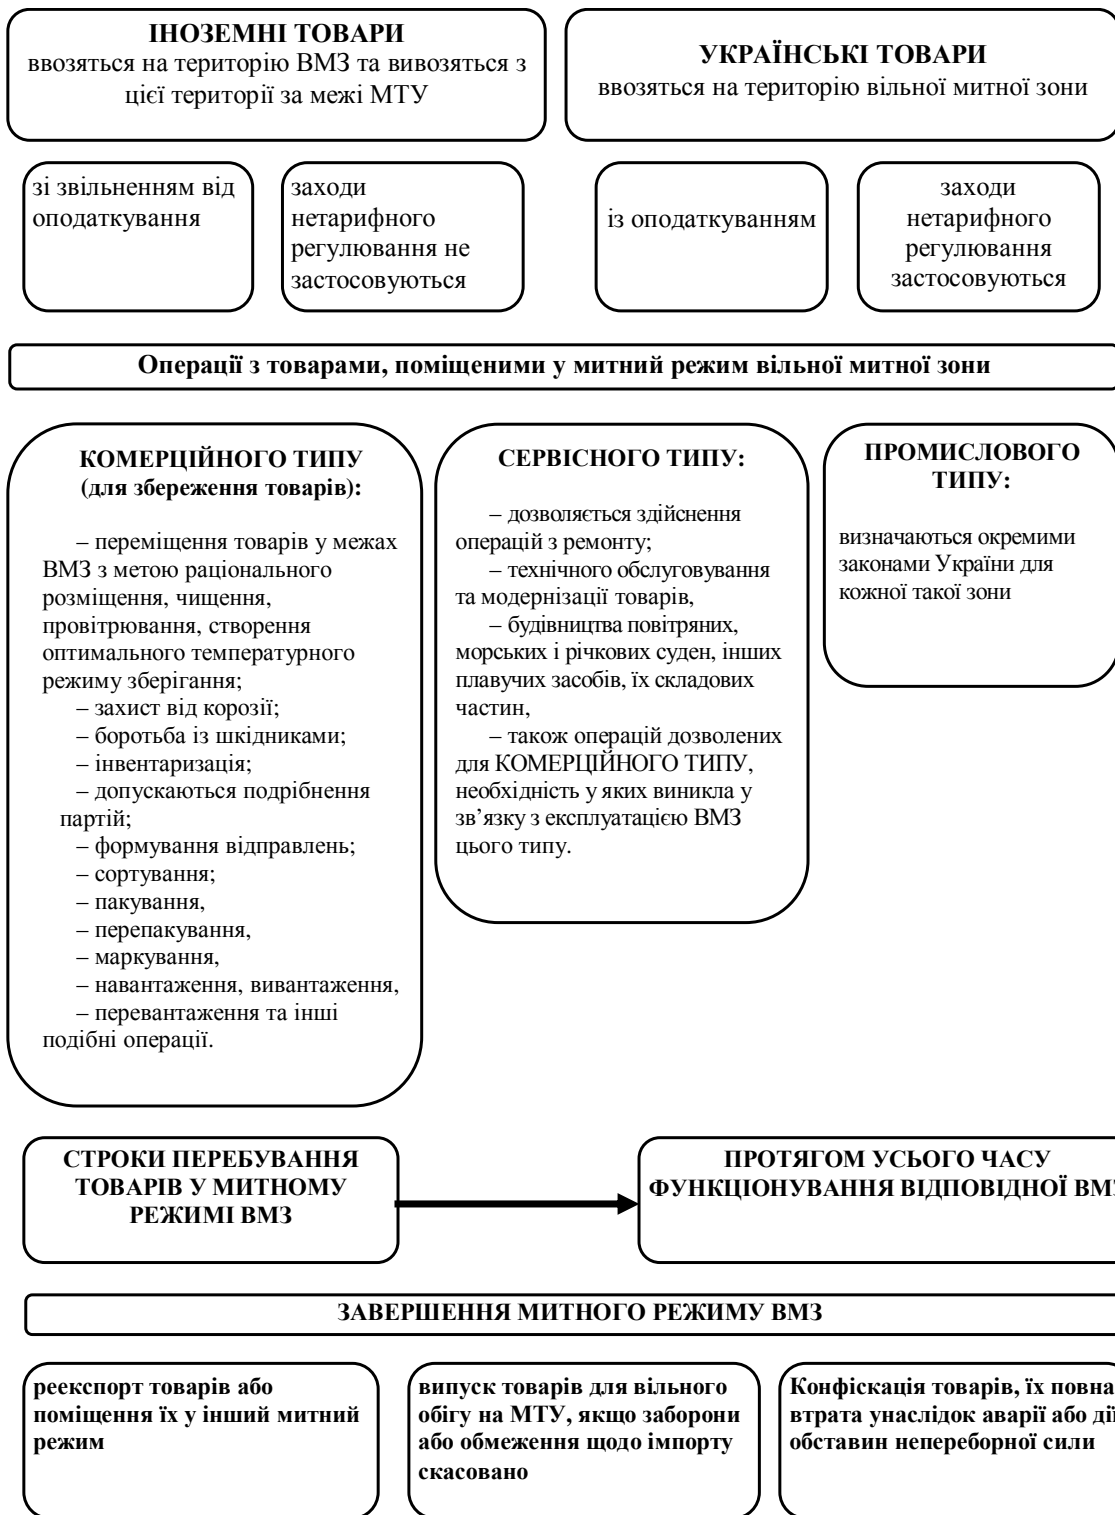 ІНОЗЕМНІ ТОВАРИ
ввозяться на територію ВМЗ та вивозяться з
цієї території за межі МТУ
УКРАЇНСЬКІ ТОВАРИ
ввозяться на територію вільної митної зони
зі звільненням від
оподаткування
заходи
нетарифного
регулювання не
застосовуються
із оподаткуванням
заходи
нетарифного
регулювання
застосовуються
Операції з товарами, поміщеними у митний режим вільної митної зони
КОМЕРЦІЙНОГО ТИПУ
(для збереження товарів):
– переміщення товарів у межах
ВМЗ з метою раціонального
розміщення, чищення,
провітрювання, створення
оптимального температурного
режиму зберігання;
– захист від корозії;
– боротьба із шкідниками;
– інвентаризація;
– допускаються подрібнення
партій;
– формування відправлень;
– сортування;
– пакування,
– перепакування,
– маркування,
– навантаження, вивантаження,
– перевантаження та інші
подібні операції.
СЕРВІСНОГО ТИПУ:
– дозволяється здійснення
операцій з ремонту;
– технічного обслуговування
та модернізації товарів,
– будівництва повітряних,
морських і річкових суден, інших
плавучих засобів, їх складових
частин,
– також операцій дозволених
для КОМЕРЦІЙНОГО ТИПУ,
необхідність у яких виникла у
зв’язку з експлуатацією ВМЗ
цього типу.
ПРОМИСЛОВОГО
ТИПУ:
визначаються окремими
законами України для
кожної такої зони
СТРОКИ ПЕРЕБУВАННЯ
ТОВАРІВ У МИТНОМУ
РЕЖИМІ ВМЗ
ПРОТЯГОМ УСЬОГО ЧАСУ
ФУНКЦІОНУВАННЯ ВІДПОВІДНОЇ ВМЗ
ЗАВЕРШЕННЯ МИТНОГО РЕЖИМУ ВМЗ
реекспорт товарів або
поміщення їх у інший митний
режим
випуск товарів для вільного
обігу на МТУ, якщо заборони
або обмеження щодо імпорту
скасовано
Конфіскація товарів, їх повна
втрата унаслідок аварії або дії
обставин непереборної сили